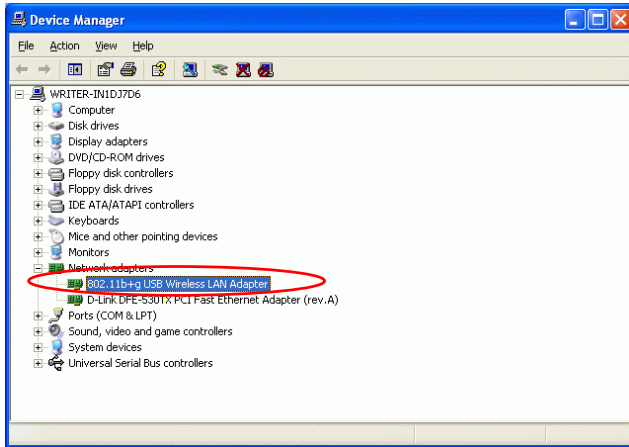 Device Manager
File Action View Help
WRITER-IN1DJ7D6
Computer
Disk drives
Display adapters
DVD/CD-ROM drives
Floppy disk controllers
Floppy disk drives
IDE ATA/ATAPI controllers
Keyboards
Mice and other pointing devices
Monitors
Network adapters
802.11b+g USB Wireless LAN Adapter
D-Link DFE-530TX PCI Fast Ethernet Adapter (rev.A)
Ports (COM & LPT)
Sound, video and game controllers
System devices
Universal Serial Bus controllers